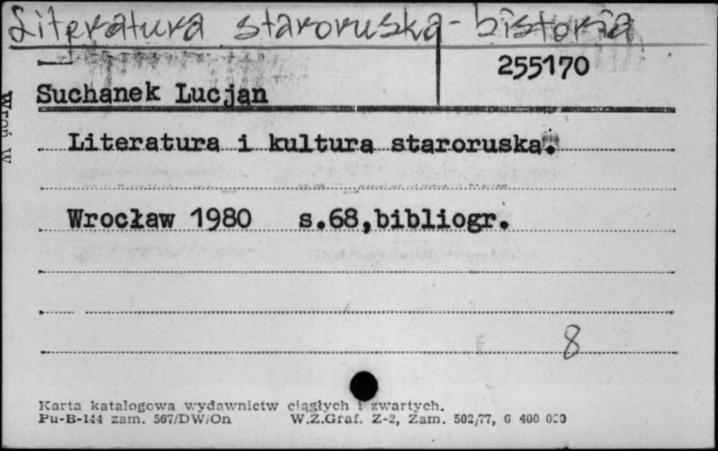 Literatura staroruska - historia
255170
Suchanek Lucjan
Literatura i kultura staroruska.
Wrocław 1980 s.68,bibliogr.
8
Karta katalogowa wydawnictw ciągłych i zwartych.
Pu-B-144 zam. 567/DW/On W.Z.Graf. Z-2, Zam. 502/77, G 400 000